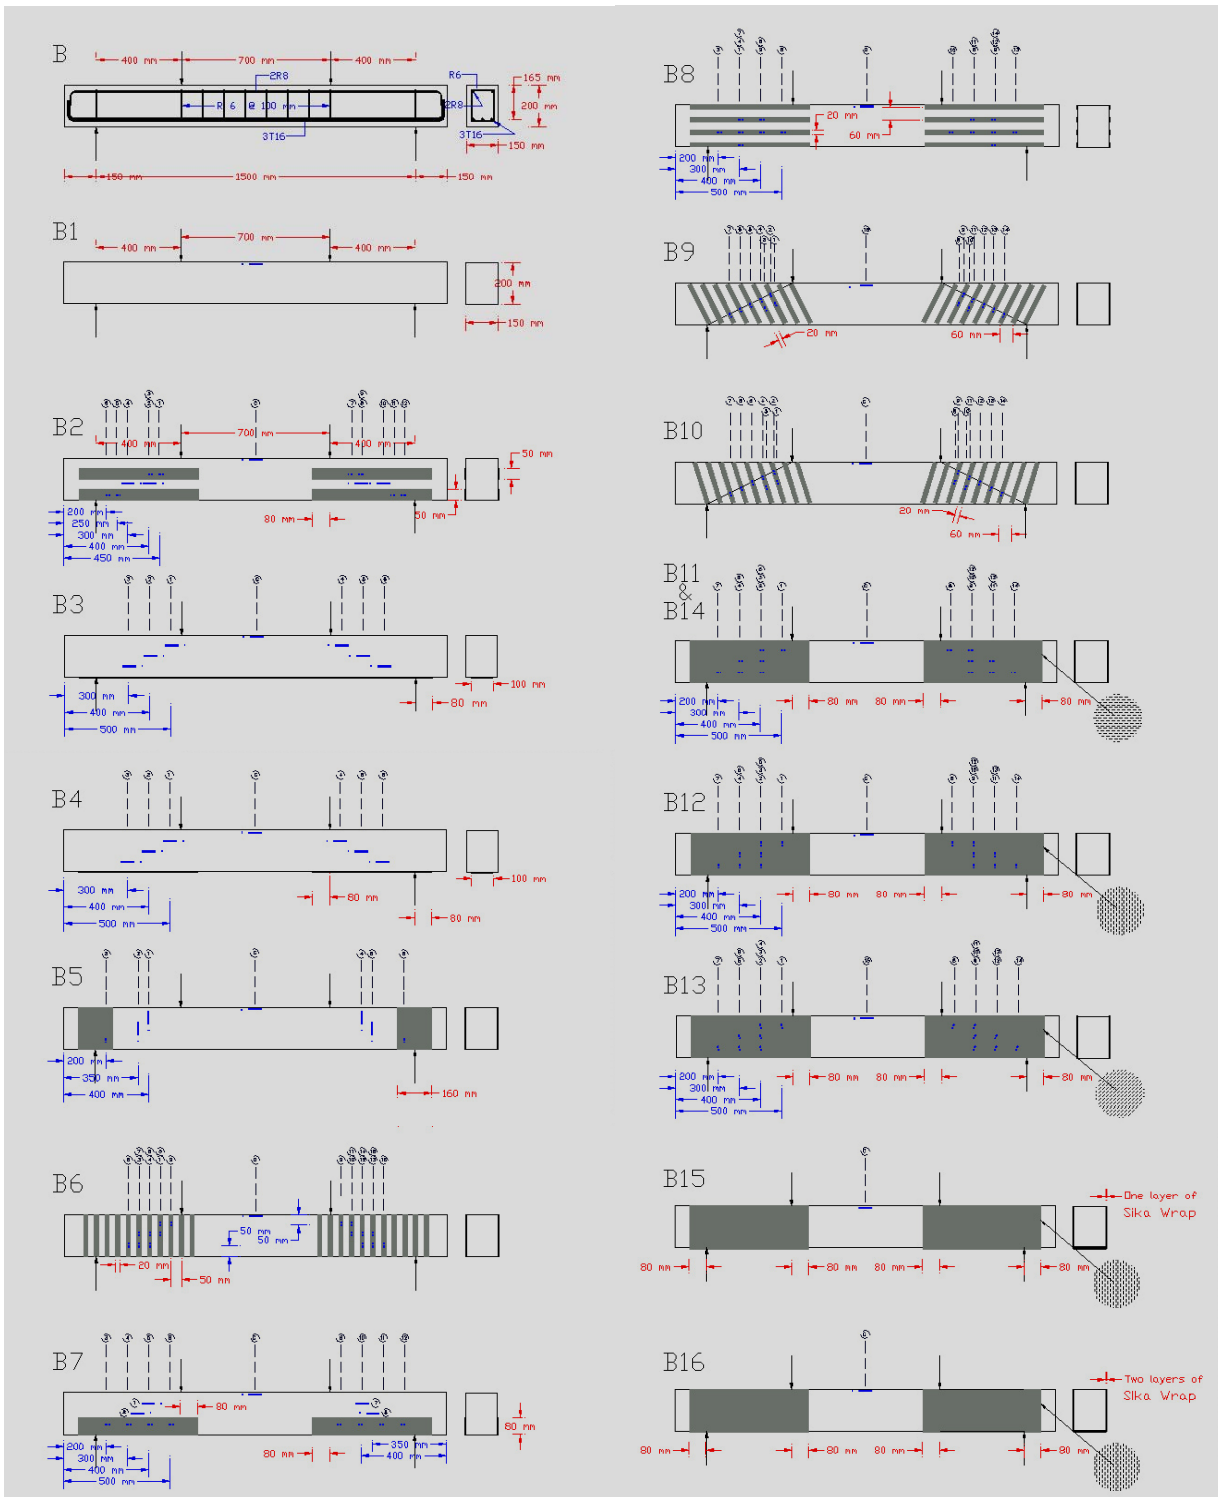 B
400 mm
700 mm
400 mm
2R8
R 6 @ 100 mm
3T16
R6
2R8
3T16
165 mm
200 mm
150 mm
150 mm
1500 mm
150 mm
B1
700 mm
400 mm
400 mm
200 mm
150 mm
B2
700 mm
400 mm
400 mm
50 mm
50 mm
80 mm
200 mm
250 mm
300 mm
400 mm
450 mm
B3
300 mm
400 mm
500 mm
80 mm
100 mm
B4
300 mm
400 mm
500 mm
80 mm
80 mm
100 mm
B5
200 mm
350 mm
400 mm
160 mm
B6
50 mm
50 mm
20 mm
50 mm
B7
80 mm
80 mm
80 mm
200 mm
300 mm
400 mm
500 mm
350 mm
400 mm
B8
20 mm
60 mm
200 mm
300 mm
400 mm
500 mm
B9
20 mm
60 mm
B10
20 mm
60 mm
B11
&
B14
200 mm
300 mm
400 mm
500 mm
80 mm
80 mm
80 mm
B12
200 mm
300 mm
400 mm
500 mm
80 mm
80 mm
80 mm
B13
200 mm
300 mm
400 mm
500 mm
80 mm
80 mm
80 mm
B15
One layer of
Sika Wrap
80 mm
80 mm
80 mm
80 mm
B16
Two layers of
Sika Wrap
80 mm
80 mm
80 mm
80 mm